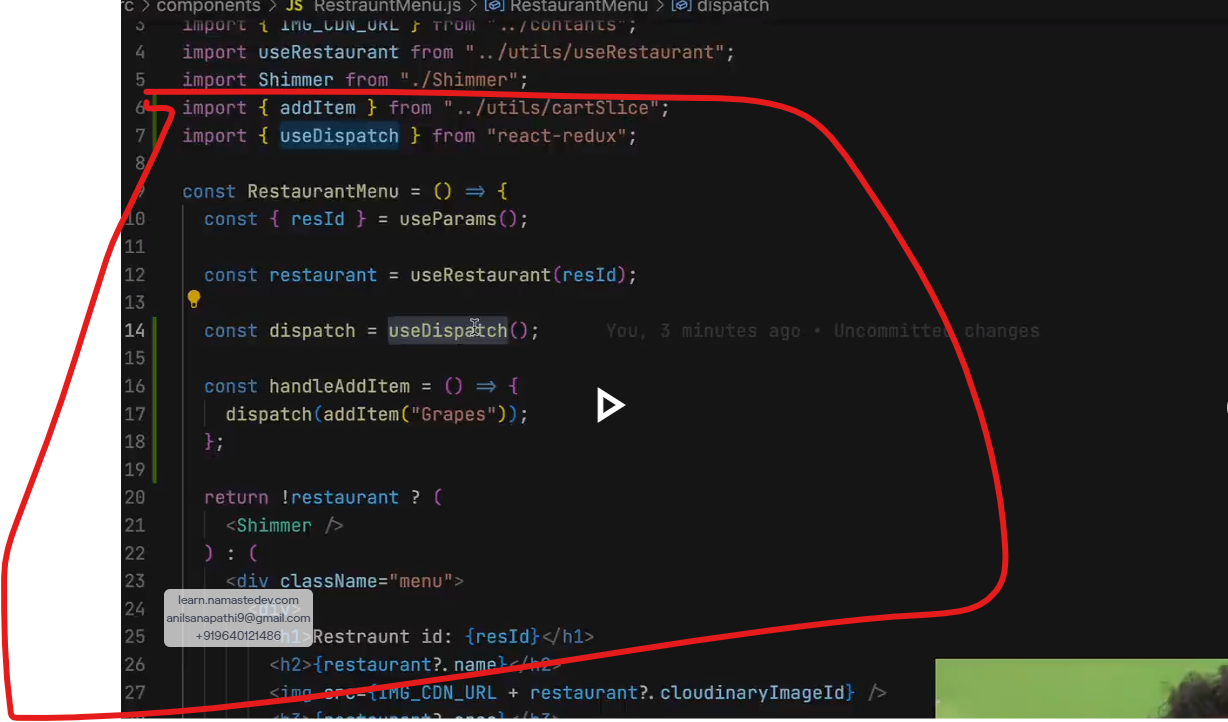 rc > components > JS RestrauntMenu.js > RestaurantMenu > dispatch
3 import { IMG_CDN_URL } from "../contants";
4 import useRestaurant from "../utils/useRestaurant";
5 import Shimmer from "./Shimmer";
6 import { addItem } from "../utils/cartSlice";
7 import { useDispatch } from "react-redux";
8
9 const RestaurantMenu = () => {
10 const { resId } = useParams();
11
12 const restaurant = useRestaurant(resId);
13
14 const dispatch = useDispatch(); You, 3 minutes ago • Uncommitted changes
15
16 const handleAddItem = () => {
17 dispatch(addItem("Grapes"));
18 };
19
20 return !restaurant ? (
21 <Shimmer />
22 ) : (
23 <div className="menu">
learn.namastedev.com
24 <div>
anilsanapathi9@gmail.com
+919640121486
25 <h1>Restraunt id: {resId}</h1>
26 <h2>{restaurant?.name}</h2>
27 <img src={IMG_CDN_URL + restaurant?.cloudinaryImageId} />